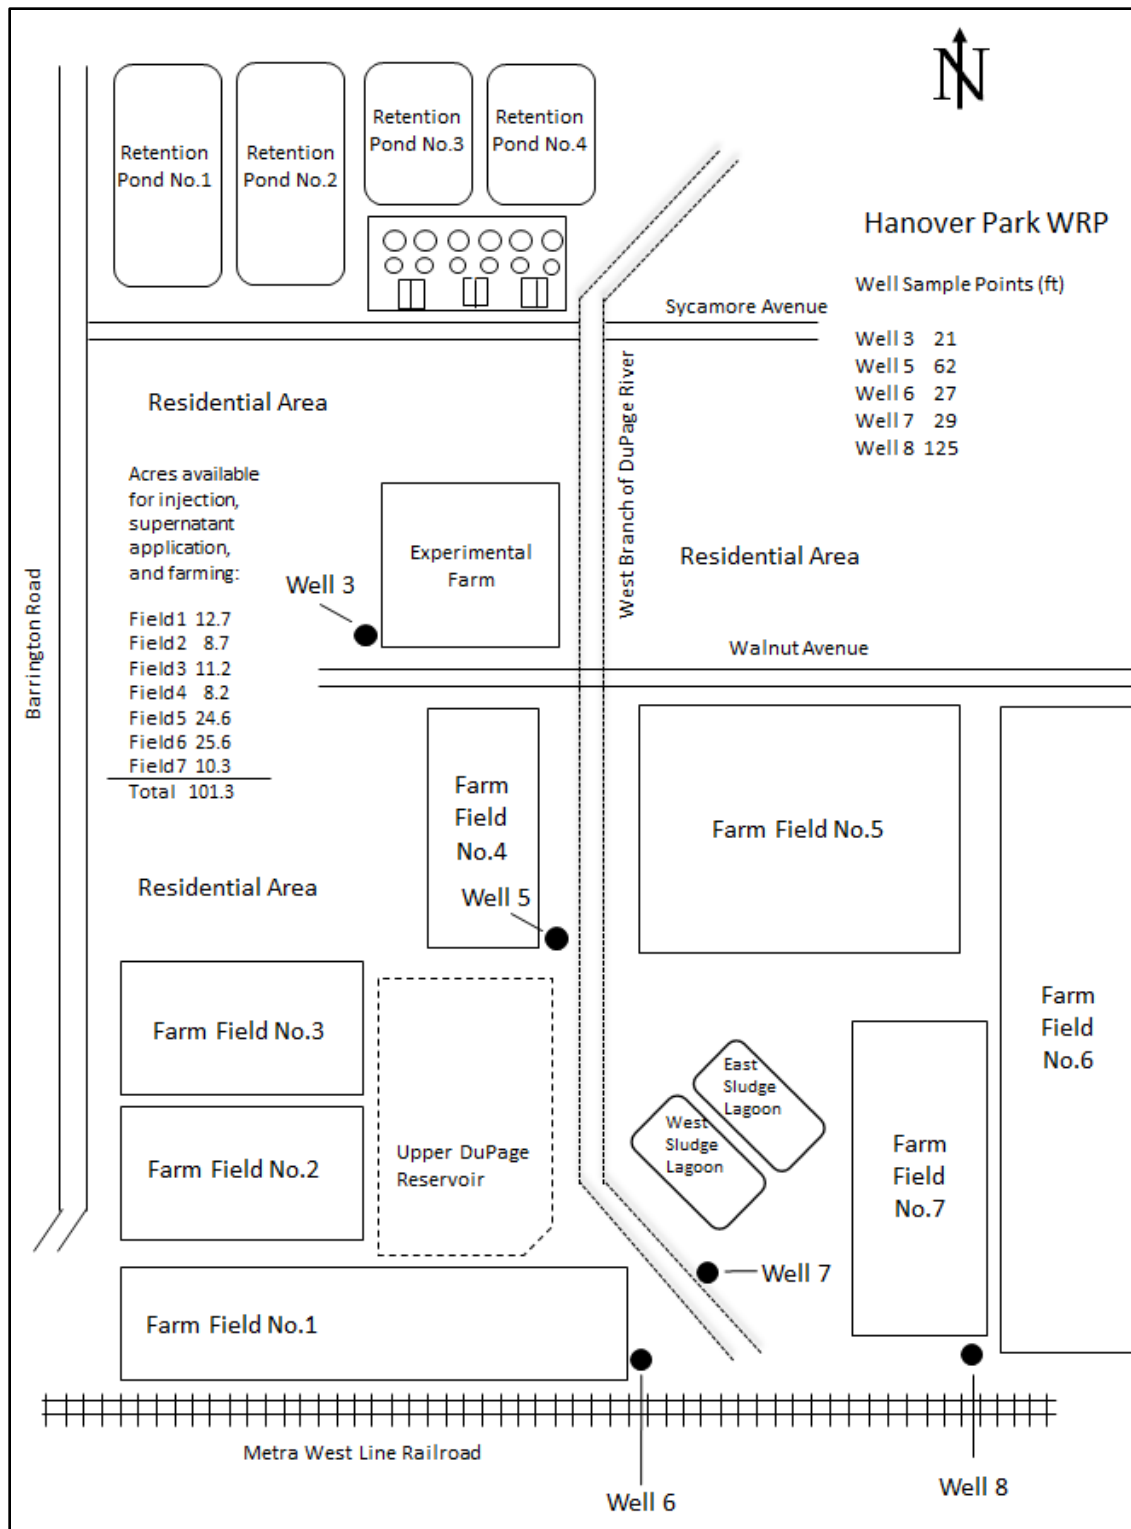 N
Retention
Pond No.1
Retention
Pond No.2
Retention
Pond No.3
Retention
Pond No.4
Hanover Park WRP
Well Sample Points (ft)
Well 3 21
Well 5 62
Well 6 27
Well 7 29
Well 8 125
Sycamore Avenue
West Branch of DuPage River
Residential Area
Acres available
for injection,
supernatant
application,
and farming:
Field1 12.7
Field2 8.7
Field3 11.2
Field4 8.2
Field5 24.6
Field6 25.6
Field7 10.3
Total 101.3
Barrington Road
Well 3
Experimental
Farm
Residential Area
Walnut Avenue
Farm
Field
No.4
Well 5
Farm Field No.5
Residential Area
Farm
Field
No.6
Farm Field No.3
Farm Field No.2
Upper DuPage
Reservoir
East
Sludge
Lagoon
West
Sludge
Lagoon
Farm
Field
No.7
Well 7
Farm Field No.1
Metra West Line Railroad
Well 6
Well 8